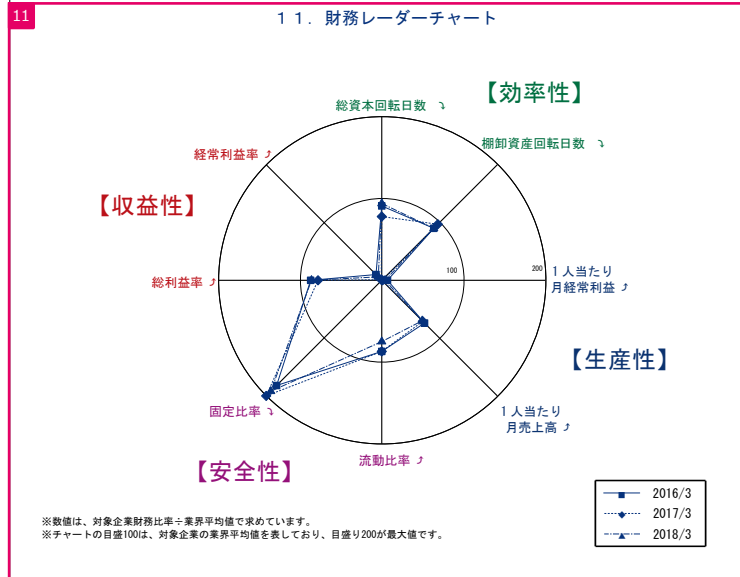 11
１１．財務レーダーチャート
【効率性】
総資本回転日数 ⤵
棚卸資産回転日数 ⤵
経常利益率 ⤴
【収益性】
総利益率 ⤴
100
200
１人当たり
月経常利益 ⤴
【生産性】
１人当たり
月売上高 ⤴
固定比率 ⤵
【安全性】
流動比率 ⤴
2016/3
2017/3
2018/3
※数値は、対象企業財務比率÷業界平均値で求めています。
※チャートの目盛100は、対象企業の業界平均値を表しており、目盛り200が最大値です。